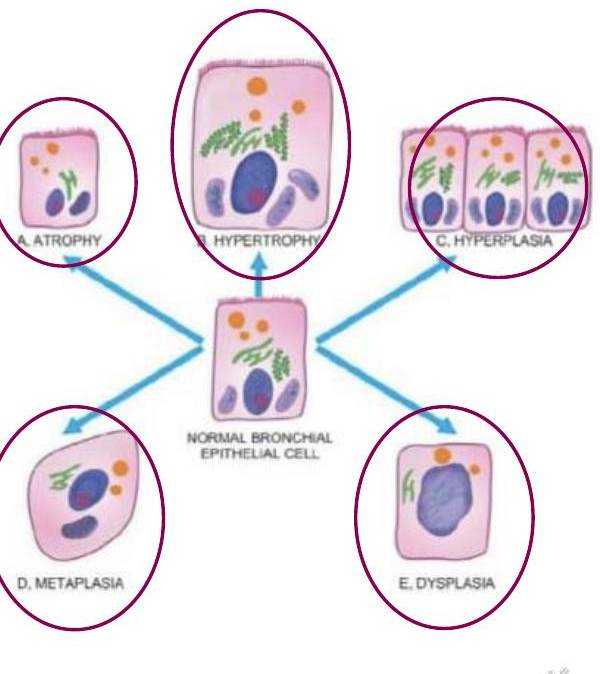 A. ATROPHY
B. HYPERTROPHY
C. HYPERPLASIA
NORMAL BRONCHIAL
EPITHELIAL CELL
D, METAPLASIA
E, DYSPLASIA